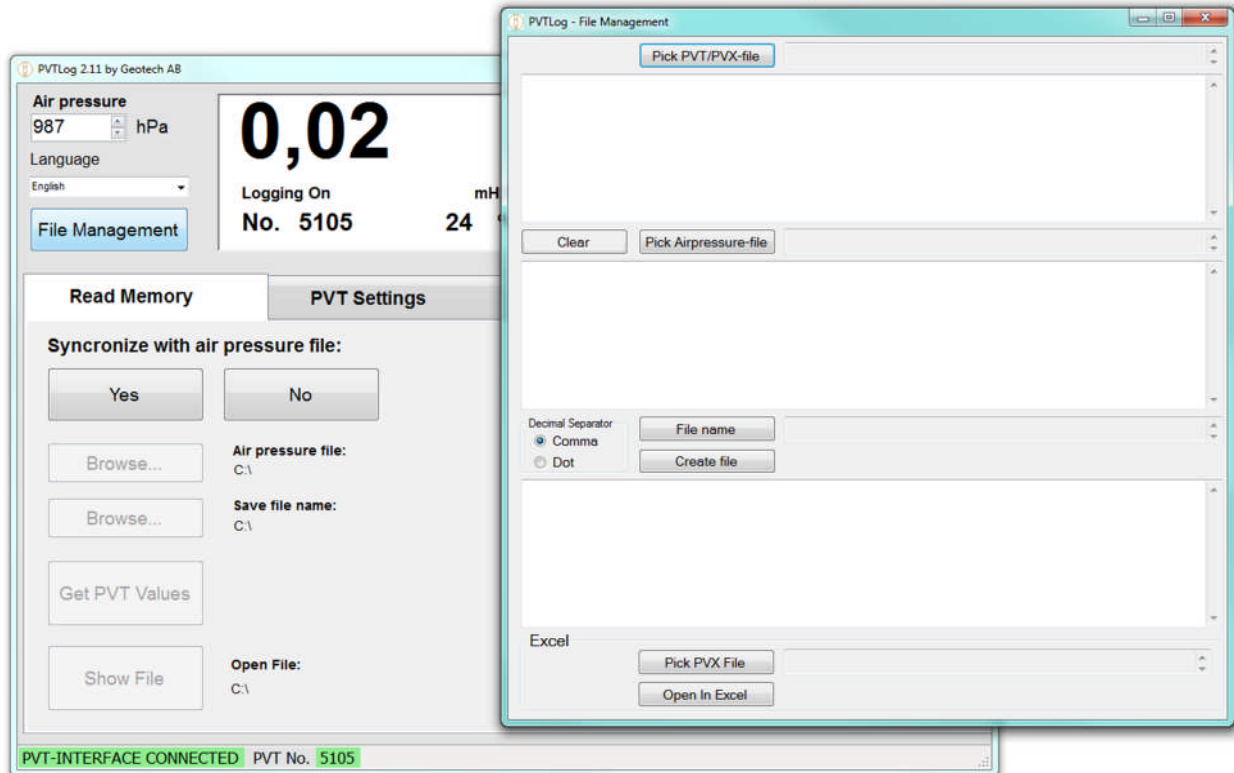 PVTLog 2.11 by Geotech AB
Air pressure
987 hPa
Language
English
File Management
0,02
Logging On mH
No. 5105 24
Read Memory
PVT Settings
Syncronize with air pressure file:
Yes
No
Browse...
Air pressure file:
C:\
Browse...
Save file name:
C:\
Get PVT Values
Show File
Open File:
C:\
PVT-INTERFACE CONNECTED PVT No. 5105
PVTLog - File Management
Pick PVT/PVX-file
Clear
Pick Airpressure-file
Decimal Separator
Comma
Dot
File name
Create file
Excel
Pick PVX File
Open In Excel